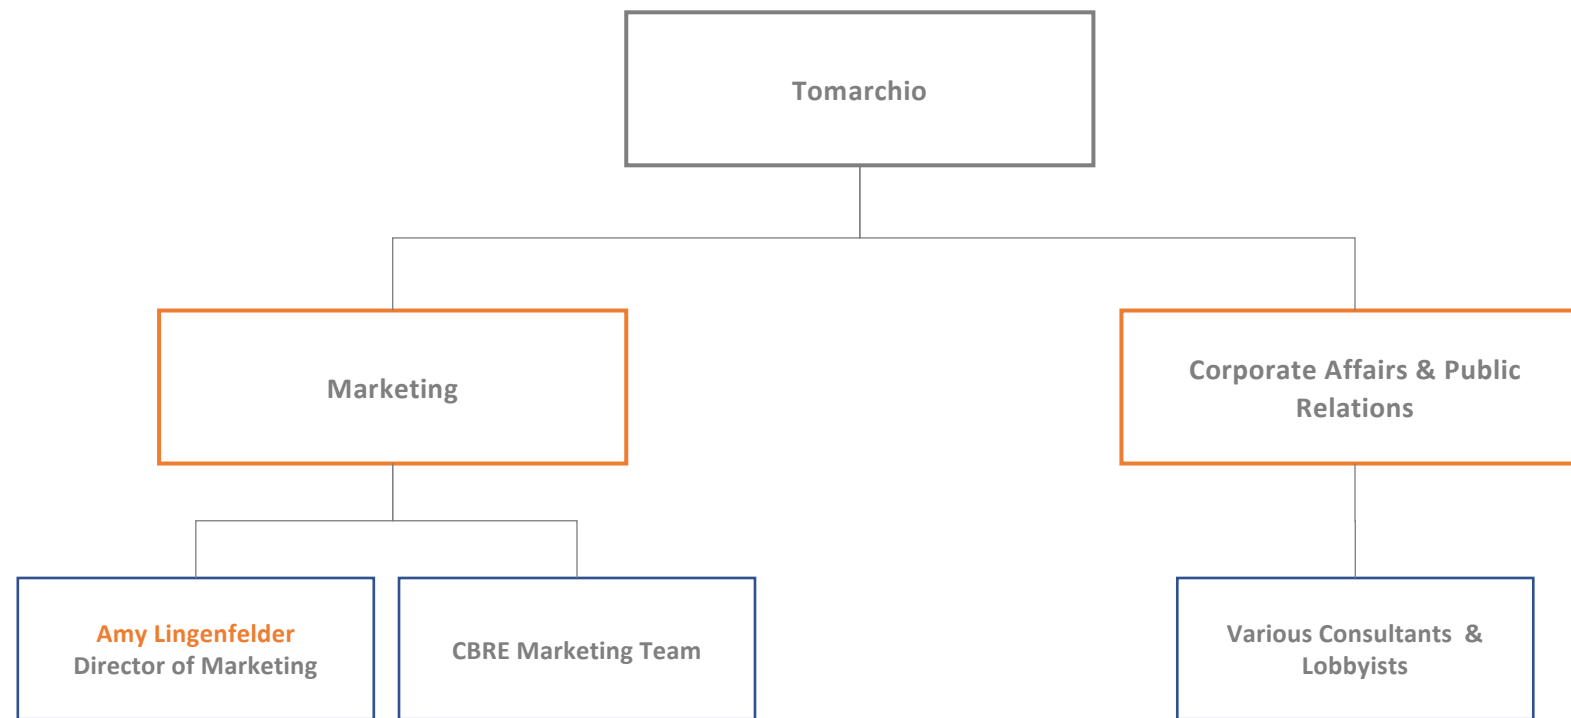 Tomarchio
Marketing
Corporate Affairs & Public
Relations
Amy Lingenfelder
Director of Marketing
CBRE Marketing Team
Various Consultants  &
Lobbyists